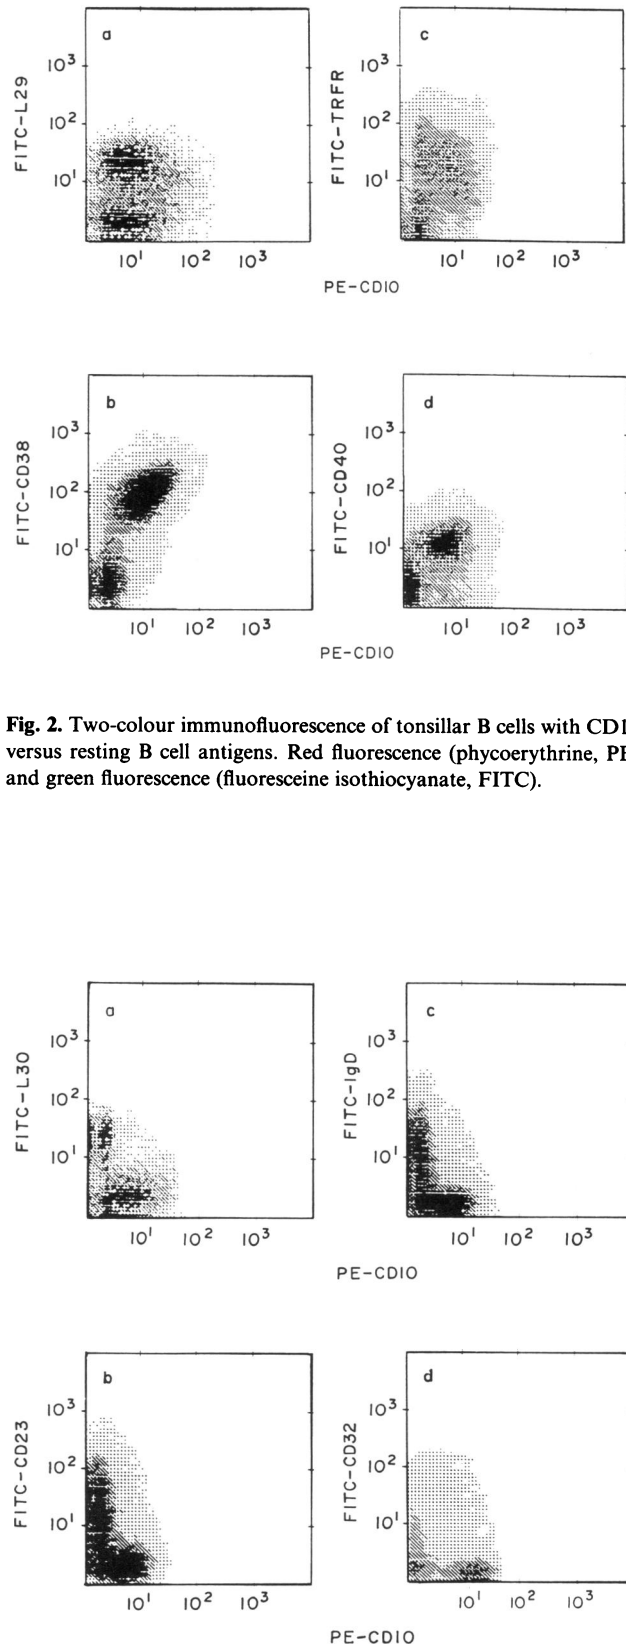 a
10³
10²
10¹
FITC-L29
10¹ 10² 10³
c
10³
10²
10¹
FITC-TRFR
10¹ 10² 10³
PE-CD10
b
10³
10²
10¹
FITC-CD38
10¹ 10² 10³
d
10³
10²
10¹
FITC-CD40
10¹ 10² 10³
PE-CD10
Fig. 2. Two-colour immunofluorescence of tonsillar B cells with CD1
versus resting B cell antigens. Red fluorescence (phycoerythrine, PE
and green fluorescence (fluoresceine isothiocyanate, FITC).
a
10³
10²
10¹
FITC-L30
10¹ 10² 10³
c
10³
10²
10¹
FITC-IgD
10¹ 10² 10³
PE-CD10
b
10³
10²
10¹
FITC-CD23
10¹ 10² 10³
d
10³
10²
10¹
FITC-CD32
10¹ 10² 10³
PE-CD10